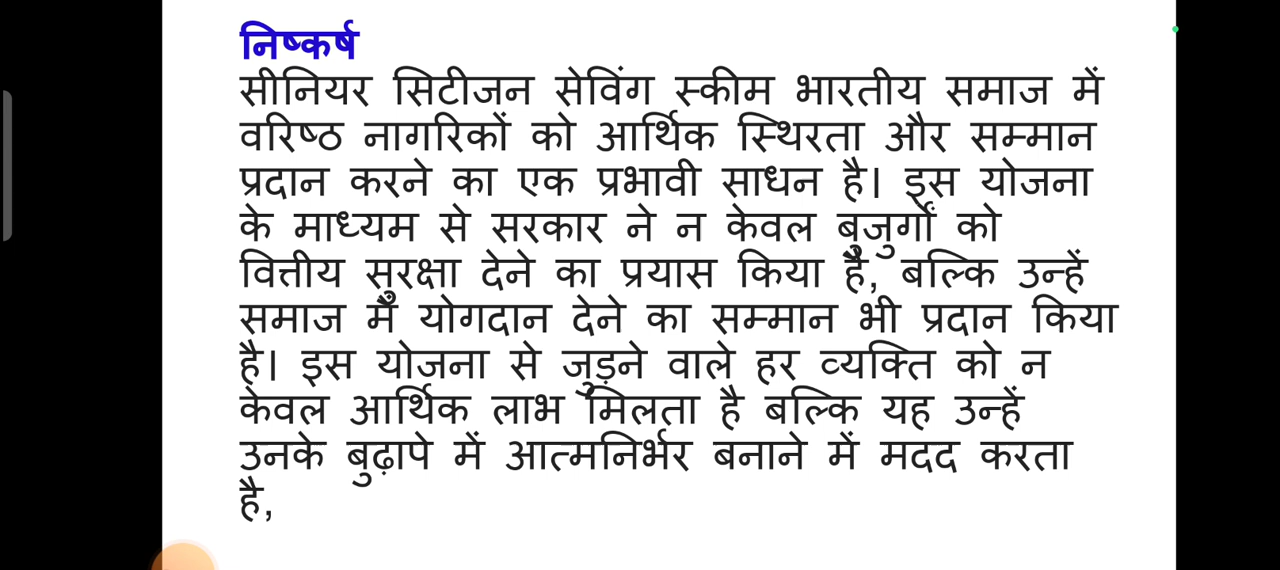 निष्कर्ष
सीनियर सिटीजन सेविंग स्कीम भारतीय समाज में
वरिष्ठ नागरिकों को आर्थिक स्थिरता और सम्मान
प्रदान करने का एक प्रभावी साधन है। इस योजना
के माध्यम से सरकार ने न केवल बुजुर्गों को
वित्तीय सुरक्षा देने का प्रयास किया है, बल्कि उन्हें
समाज में योगदान देने का सम्मान भी प्रदान किया
है। इस योजना से जुड़ने वाले हर व्यक्ति को न
केवल आर्थिक लाभ मिलता है बल्कि यह उन्हें
उनके बुढ़ापे में आत्मनिर्भर बनाने में मदद करता
है,